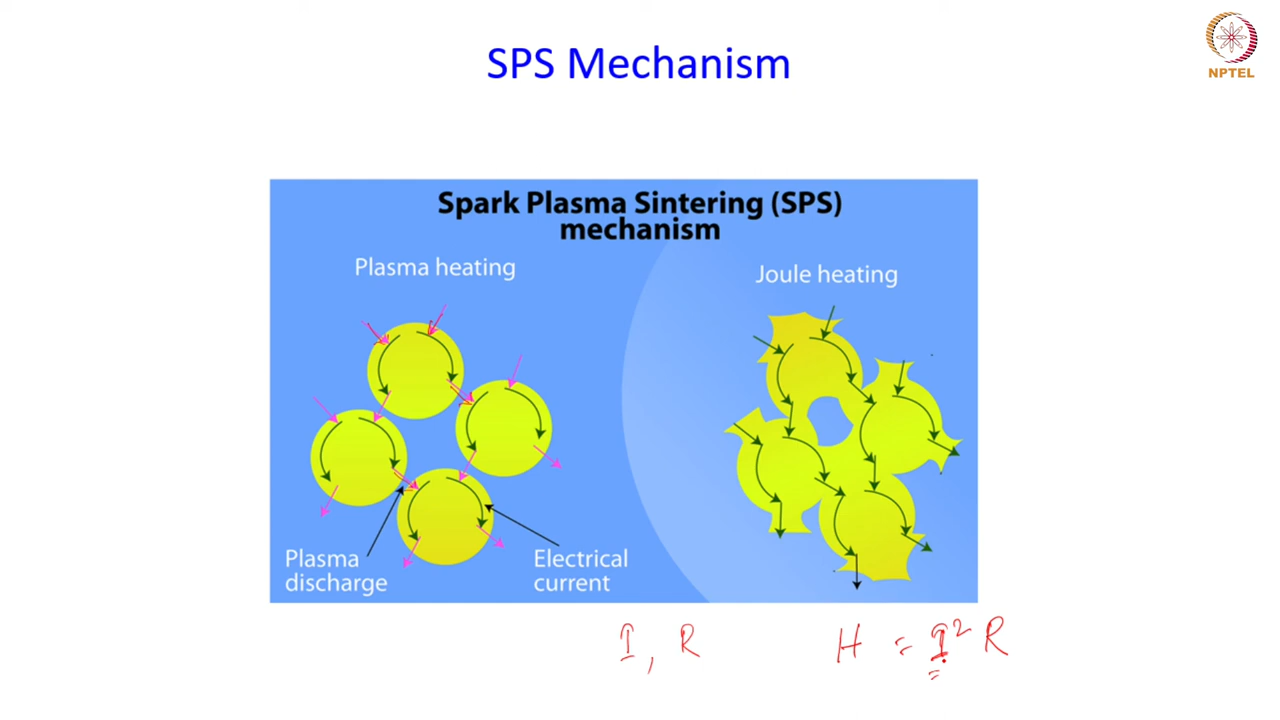 SPS Mechanism
NPTEL
Spark Plasma Sintering (SPS)
mechanism
Plasma heating
Joule heating
Plasma
discharge
Electrical
current
I, R
H = I² R